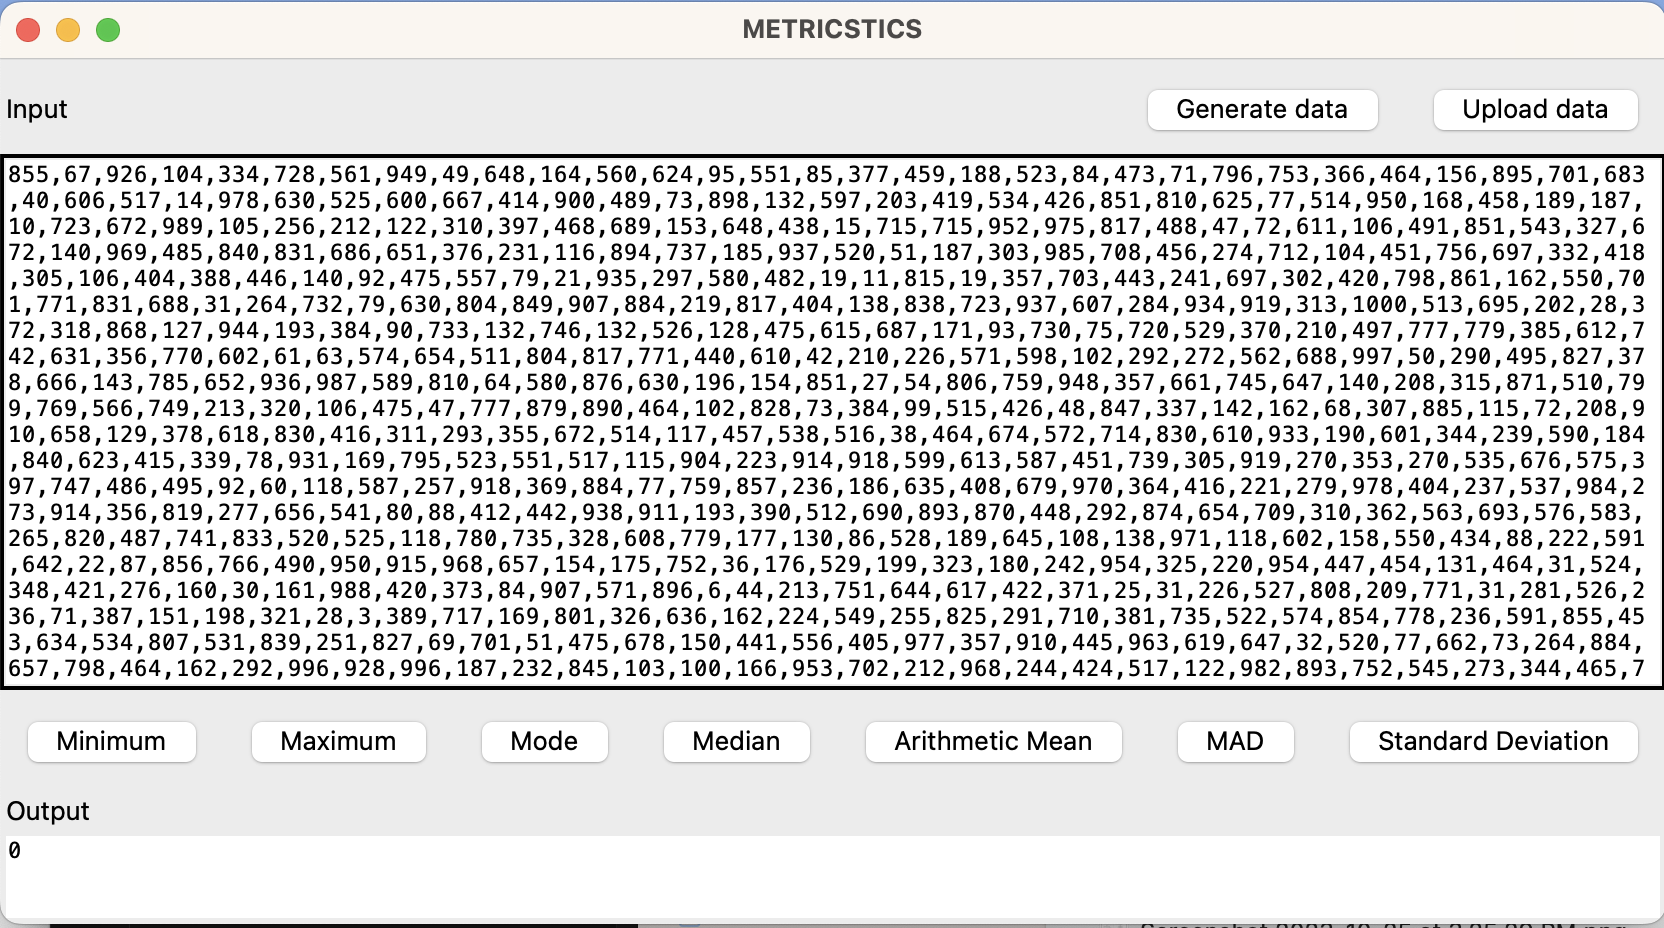 METRICSTICS
Input
Generate data
Upload data
855,67,926,104,334,728,561,949,49,648,164,560,624,95,551,85,377,459,188,523,84,473,71,796,753,366,464,156,895,701,683
,40,606,517,14,978,630,525,600,667,414,900,489,73,898,132,597,203,419,534,426,851,810,625,77,514,950,168,458,189,187,
10,723,672,989,105,256,212,122,310,397,468,689,153,648,438,15,715,715,952,975,817,488,47,72,611,106,491,851,543,327,6
72,140,969,485,840,831,686,651,376,231,116,894,737,185,937,520,51,187,303,985,708,456,274,712,104,451,756,697,332,418
,305,106,404,388,446,140,92,475,557,79,21,935,297,580,482,19,11,815,19,357,703,443,241,697,302,420,798,861,162,550,70
1,771,831,688,31,264,732,79,630,804,849,907,884,219,817,404,138,838,723,937,607,284,934,919,313,1000,513,695,202,28,3
72,318,868,127,944,193,384,90,733,132,746,132,526,128,475,615,687,171,93,730,75,720,529,370,210,497,777,779,385,612,7
42,631,356,770,602,61,63,574,654,511,804,817,771,440,610,42,210,226,571,598,102,292,272,562,688,997,50,290,495,827,37
8,666,143,785,652,936,987,589,810,64,580,876,630,196,154,851,27,54,806,759,948,357,661,745,647,140,208,315,871,510,79
9,769,566,749,213,320,106,475,47,777,879,890,464,102,828,73,384,99,515,426,48,847,337,142,162,68,307,885,115,72,208,9
10,658,129,378,618,830,416,311,293,355,672,514,117,457,538,516,38,464,674,572,714,830,610,933,190,601,344,239,590,184
,840,623,415,339,78,931,169,795,523,551,517,115,904,223,914,918,599,613,587,451,739,305,919,270,353,270,535,676,575,3
97,747,486,495,92,60,118,587,257,918,369,884,77,759,857,236,186,635,408,679,970,364,416,221,279,978,404,237,537,984,2
73,914,356,819,277,656,541,80,88,412,442,938,911,193,390,512,690,893,870,448,292,874,654,709,310,362,563,693,576,583,
265,820,487,741,833,520,525,118,780,735,328,608,779,177,130,86,528,189,645,108,138,971,118,602,158,550,434,88,222,591
,642,22,87,856,766,490,950,915,968,657,154,175,752,36,176,529,199,323,180,242,954,325,220,954,447,454,131,464,31,524,
348,421,276,160,30,161,988,420,373,84,907,571,896,6,44,213,751,644,617,422,371,25,31,226,527,808,209,771,31,281,526,2
36,71,387,151,198,321,28,3,389,717,169,801,326,636,162,224,549,255,825,291,710,381,735,522,574,854,778,236,591,855,45
3,634,534,807,531,839,251,827,69,701,51,475,678,150,441,556,405,977,357,910,445,963,619,647,32,520,77,662,73,264,884,
657,798,464,162,292,996,928,996,187,232,845,103,100,166,953,702,212,968,244,424,517,122,982,893,752,545,273,344,465,7
Minimum
Maximum
Mode
Median
Arithmetic Mean
MAD
Standard Deviation
Output
0